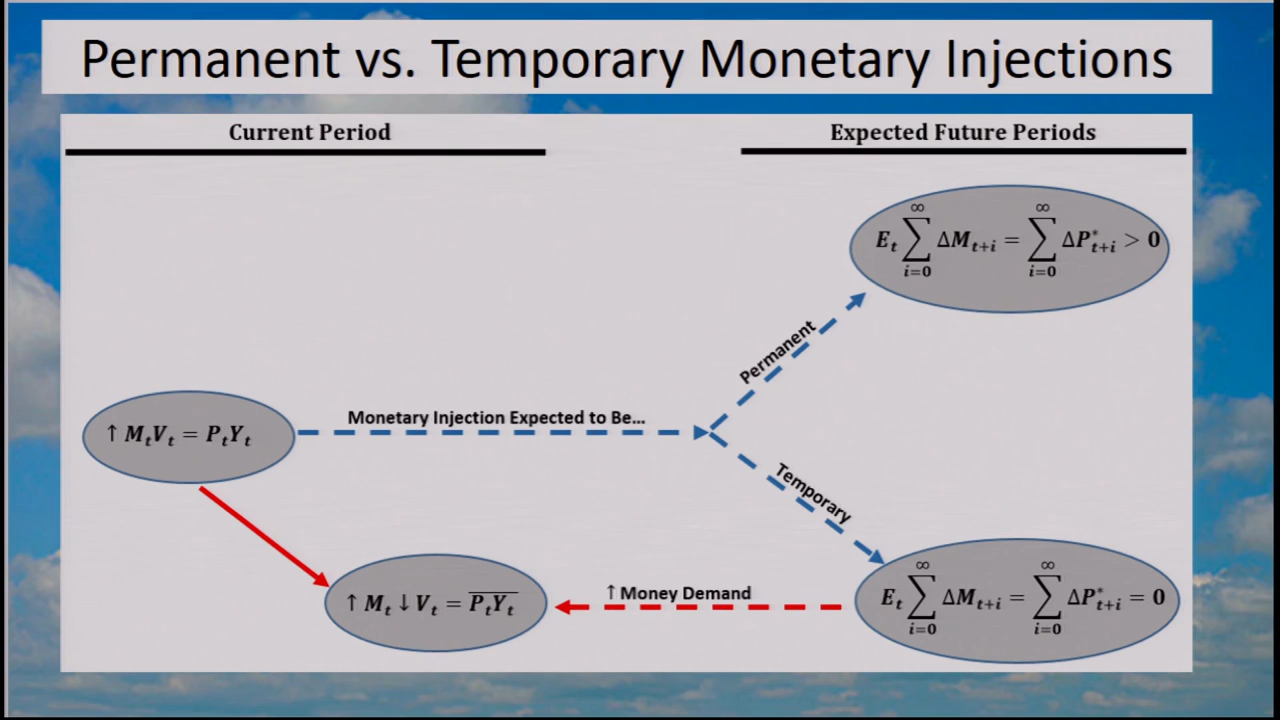 Permanent vs. Temporary Monetary Injections
Current Period
Expected Future Periods
E_t ∑_{i=0}^{∞} ΔM_{t+i} = ∑_{i=0}^{∞} ΔP*_{t+i} > 0
Permanent
Monetary Injection Expected to Be...
↑ M_tV_t = P_tY_t
Temporary
↑ M_t ↓ V_t = \overline{P_tY_t}
↑ Money Demand
E_t ∑_{i=0}^{∞} ΔM_{t+i} = ∑_{i=0}^{∞} ΔP*_{t+i} = 0